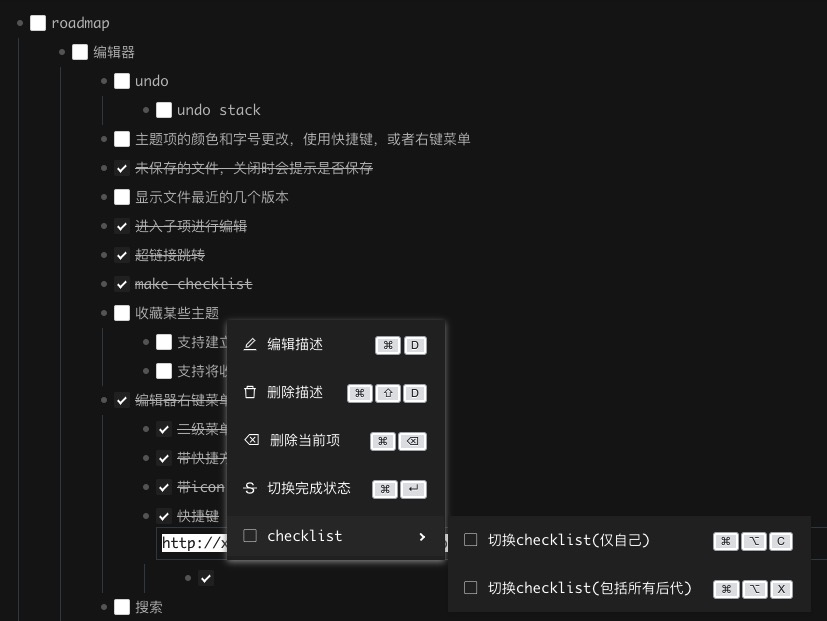 roadmap
编辑器
undo
undo stack
主题项的颜色和字号更改，使用快捷键，或者右键菜单
未保存的文件，关闭时会提示是否保存
显示文件最近的几个版本
进入子项进行编辑
超链接跳转
make checklist
收藏某些主题
支持建立
支持将收
编辑器右键菜单
二级菜单
带快捷方
带icon
快捷键
http://x
搜索
编辑描述 ⌘ D
删除描述 ⌘ ⇧ D
删除当前项 ⌘ ⌫
切换完成状态 ⌘ ↵
checklist
切换checklist(仅自己) ⌘ ⌥ C
切换checklist(包括所有后代) ⌘ ⌥ X